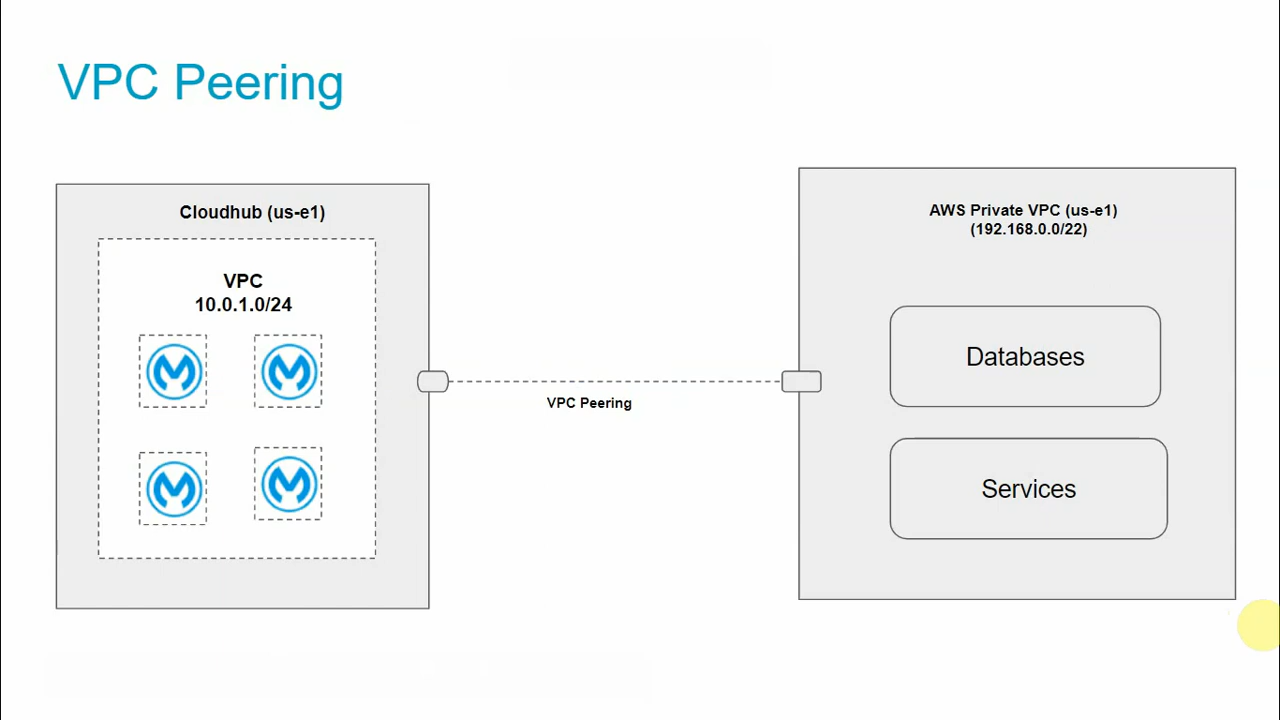 VPC Peering
Cloudhub (us-e1)
VPC
10.0.1.0/24
VPC Peering
AWS Private VPC (us-e1)
(192.168.0.0/22)
Databases
Services